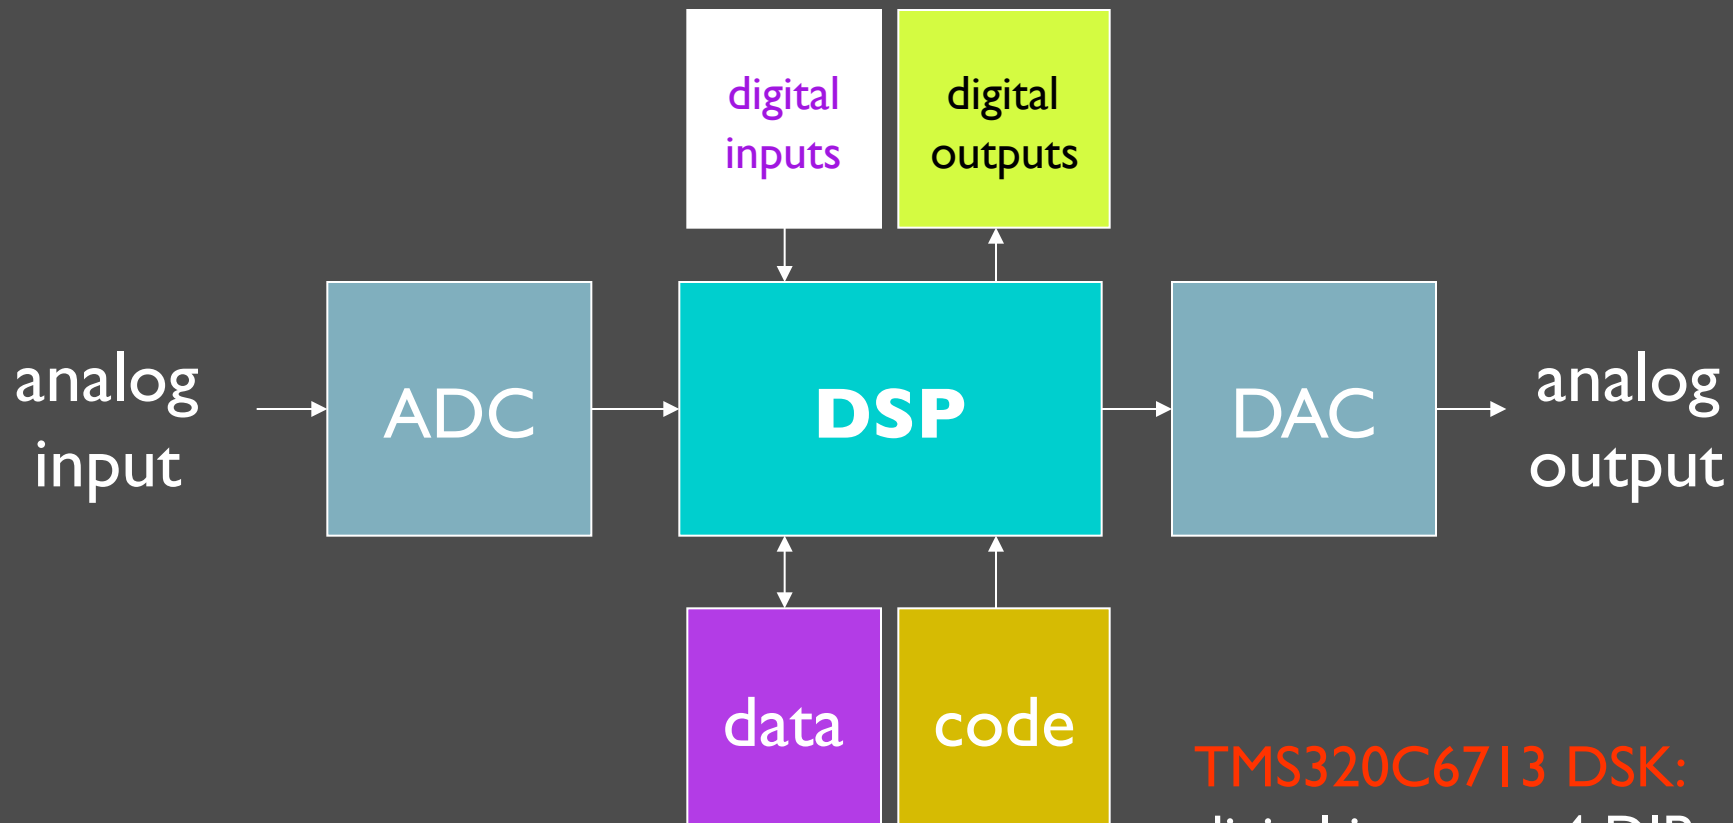 digital
inputs
digital
outputs
analog
input
ADC
DSP
DAC
analog
output
data
code
TMS320C6713 DSK: